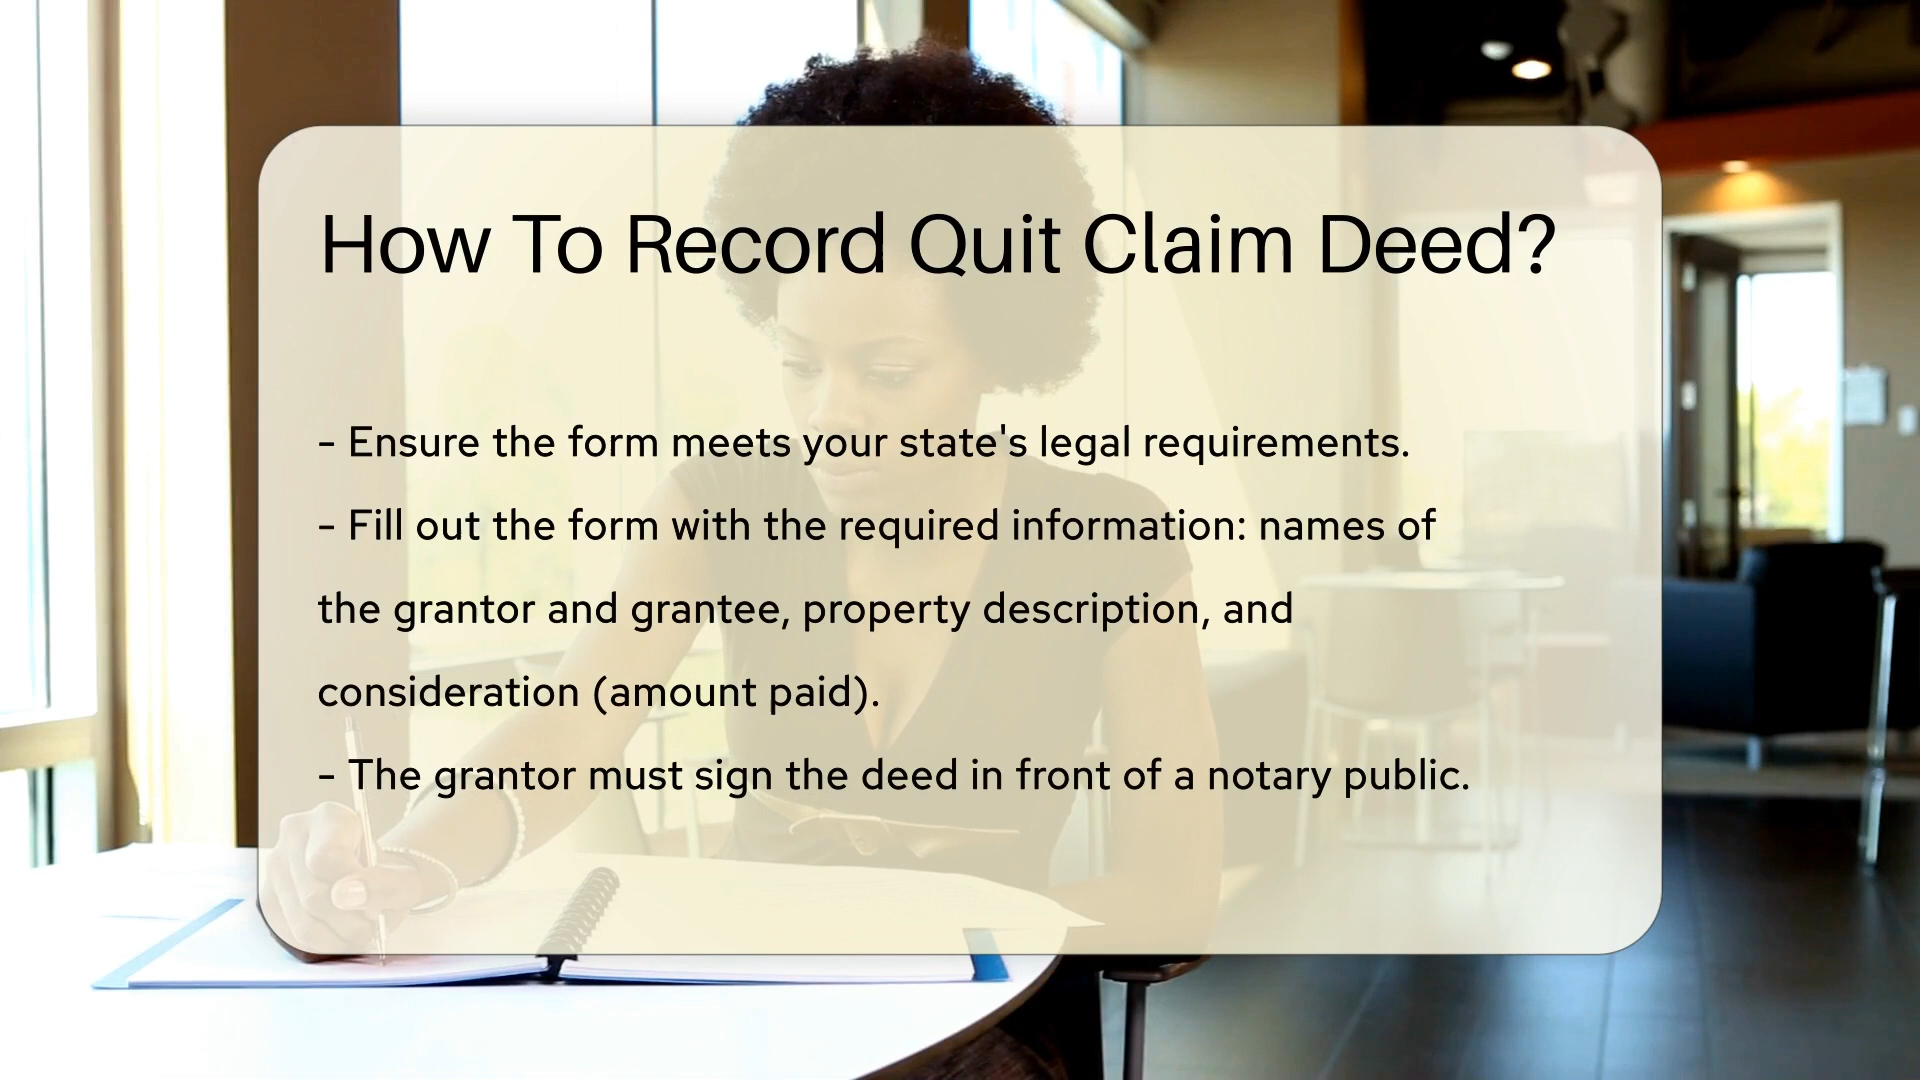 How To Record Quit Claim Deed?
- Ensure the form meets your state's legal requirements.
- Fill out the form with the required information: names of
the grantor and grantee, property description, and
consideration (amount paid).
- The grantor must sign the deed in front of a notary public.